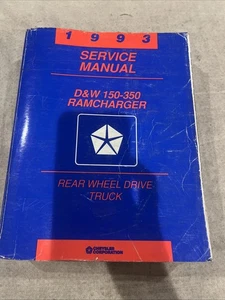 1993
SERVICE
MANUAL
D&W 150-350
RAMCHARGER
REAR WHEEL DRIVE
TRUCK
CHRYSLER
CORPORATION